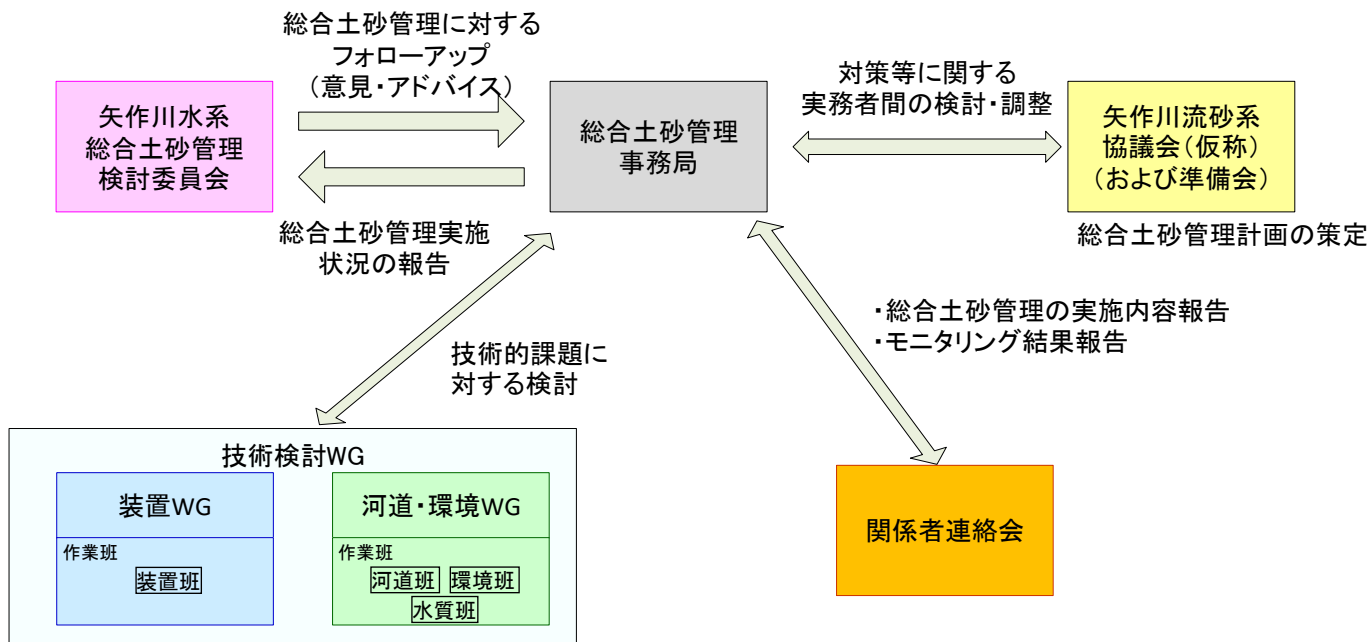 総合土砂管理に対する
フォローアップ
（意見・アドバイス）
矢作川水系
総合土砂管理
検討委員会
総合土砂管理実施
状況の報告
総合土砂管理
事務局
対策等に関する
実務者間の検討・調整
矢作川流砂系
協議会（仮称）
（および準備会）
総合土砂管理計画の策定
・総合土砂管理の実施内容報告
・モニタリング結果報告
技術的課題に
対する検討
技術検討WG
装置WG
作業班
装置班
河道・環境WG
作業班
河道班 環境班
水質班
関係者連絡会